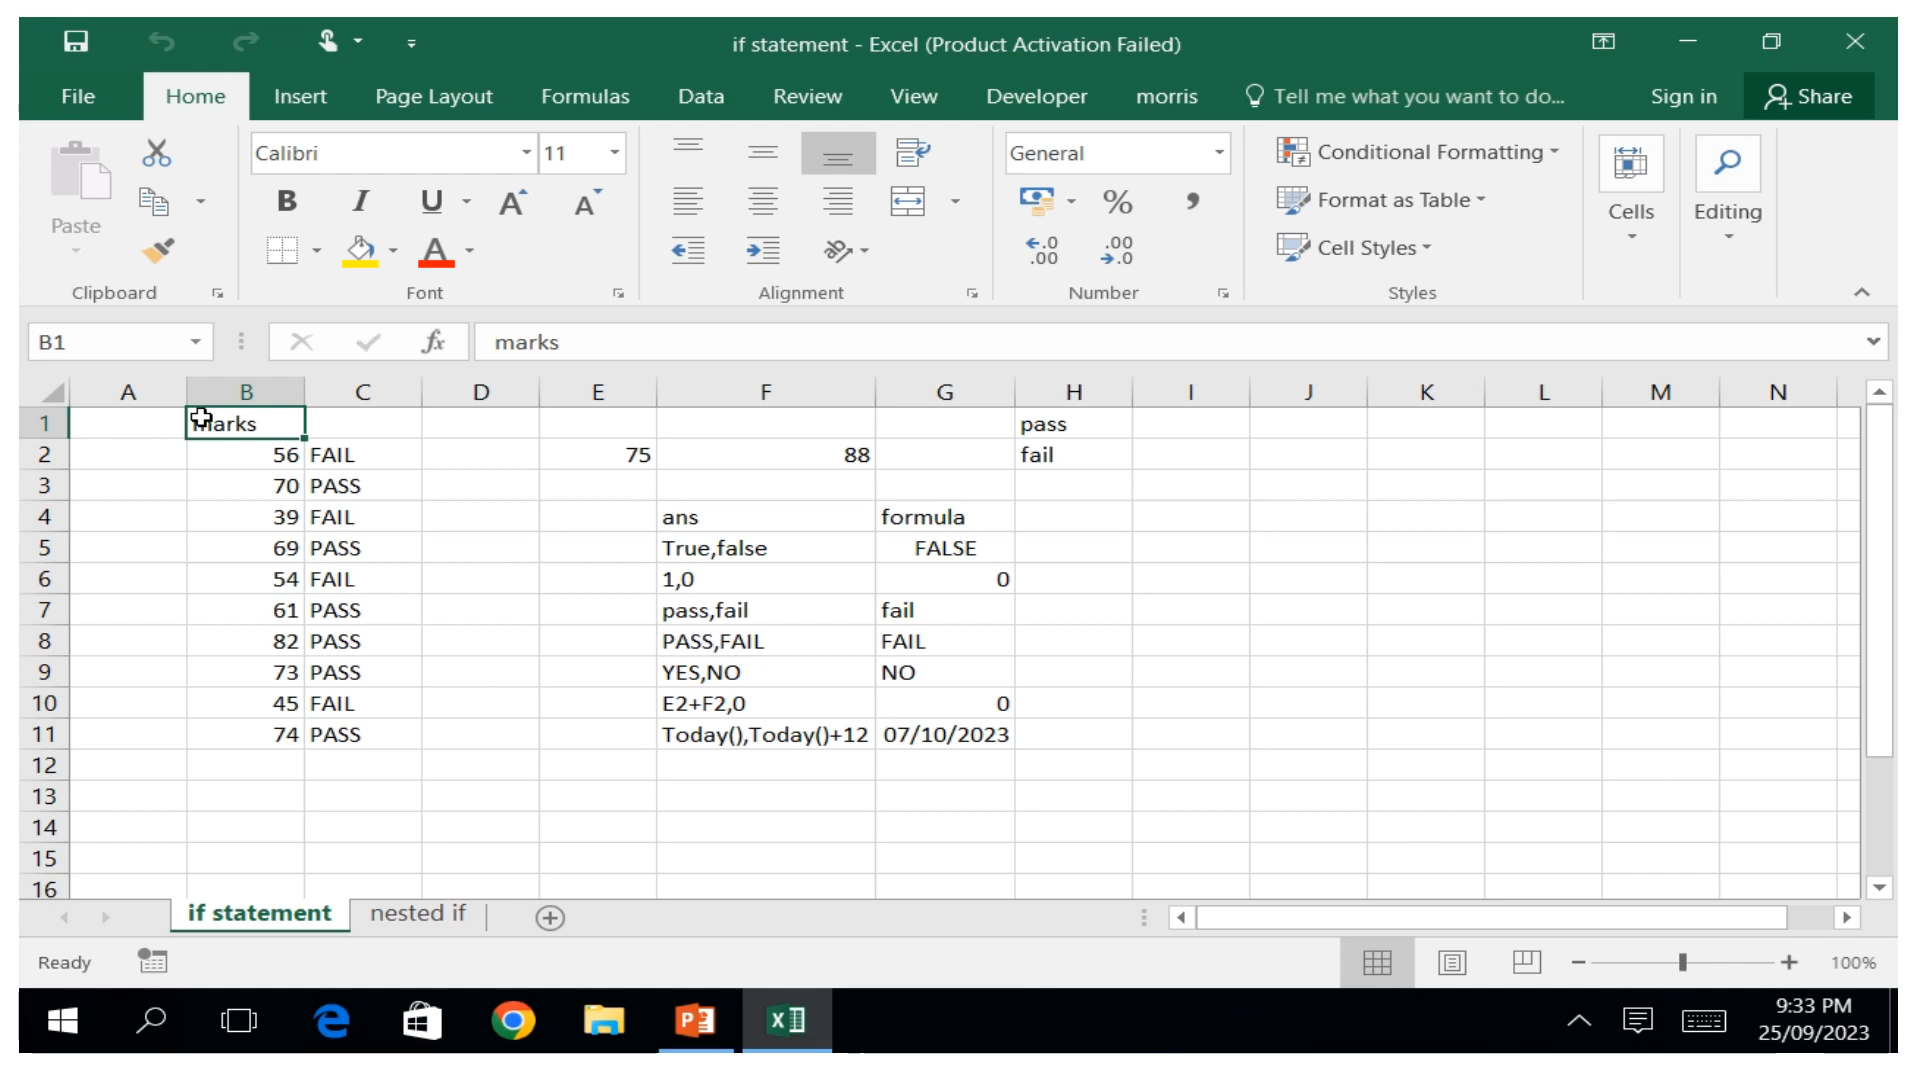 if statement - Excel (Product Activation Failed)
File Home Insert Page Layout Formulas Data Review View Developer morris Tell me what you want to do... Sign in Share
Paste
Clipboard
Calibri 11
B I U A A
A
Font
Alignment
General
% ,
←.0 .00
.00 →.0
Number
Conditional Formatting
Format as Table
Cell Styles
Styles
Cells
Editing
B1 fx marks
A B C D E F G H I J K L M N
1 marks pass
2 56 FAIL 75 88 fail
3 70 PASS
4 39 FAIL ans formula
5 69 PASS True,false FALSE
6 54 FAIL 1,0 0
7 61 PASS pass,fail fail
8 82 PASS PASS,FAIL FAIL
9 73 PASS YES,NO NO
10 45 FAIL E2+F2,0 0
11 74 PASS Today(),Today()+12 07/10/2023
12
13
14
15
16
if statement nested if
Ready 100%
9:33 PM
25/09/2023